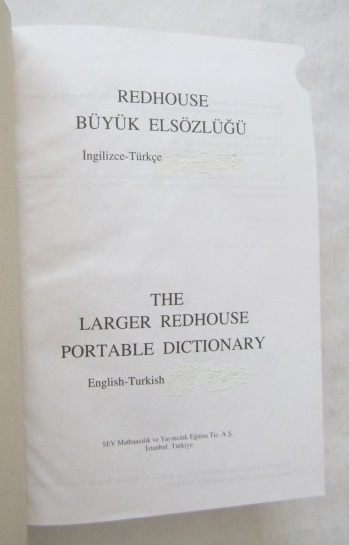 REDHOUSE
BÜYÜK ELSÖZLÜĞÜ
İngilizce-Türkçe
THE
LARGER REDHOUSE
PORTABLE DICTIONARY
English-Turkish
SEV Matbaacılık ve Yayıncılık Eğitim Tic. A.Ş.
İstanbul, Türkiye